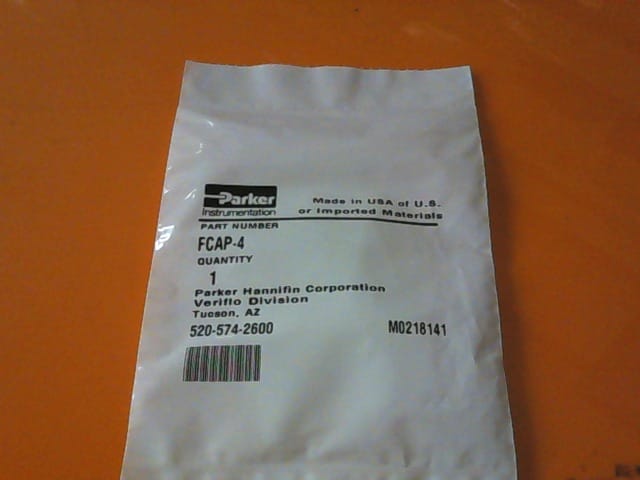 Parker
Instrumentation
Made in USA of U.S.
or Imported Materials
PART NUMBER
FCAP-4
QUANTITY
1
Parker Hannifin Corporation
Veriflo Division
Tucson, AZ
520-574-2600
M0218141